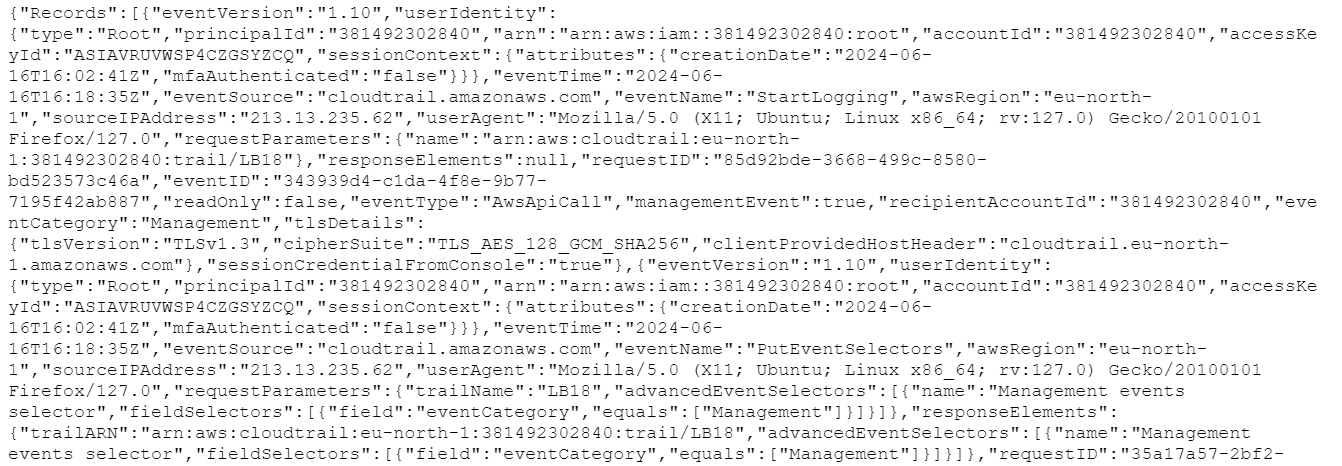 {"Records":[{"eventVersion":"1.10","userIdentity":
{"type":"Root","principalId":"381492302840","arn":"arn:aws:iam::381492302840:root","accountId":"381492302840","accessKe
yId":"ASIAVRUVWSP4CZGSYZCQ","sessionContext":{"attributes":{"creationDate":"2024-06-
16T16:02:41Z","mfaAuthenticated":"false"}}},"eventTime":"2024-06-
16T16:18:35Z","eventSource":"cloudtrail.amazonaws.com","eventName":"StartLogging","awsRegion":"eu-north-
1","sourceIPAddress":"213.13.235.62","userAgent":"Mozilla/5.0 (X11; Ubuntu; Linux x86_64; rv:127.0) Gecko/20100101
Firefox/127.0","requestParameters":{"name":"arn:aws:cloudtrail:eu-north-
1:381492302840:trail/LB18"},"responseElements":null,"requestID":"85d92bde-3668-499c-8580-
bd523573c46a","eventID":"343939d4-c1da-4f8e-9b77-
7195f42ab887","readOnly":false,"eventType":"AwsApiCall","managementEvent":true,"recipientAccountId":"381492302840","eve
ntCategory":"Management","tlsDetails":
{"tlsVersion":"TLSv1.3","cipherSuite":"TLS_AES_128_GCM_SHA256","clientProvidedHostHeader":"cloudtrail.eu-north-
1.amazonaws.com"},"sessionCredentialFromConsole":"true"},{"eventVersion":"1.10","userIdentity":
{"type":"Root","principalId":"381492302840","arn":"arn:aws:iam::381492302840:root","accountId":"381492302840","accessKe
yId":"ASIAVRUVWSP4CZGSYZCQ","sessionContext":{"attributes":{"creationDate":"2024-06-
16T16:02:41Z","mfaAuthenticated":"false"}}},"eventTime":"2024-06-
16T16:18:35Z","eventSource":"cloudtrail.amazonaws.com","eventName":"PutEventSelectors","awsRegion":"eu-north-
1","sourceIPAddress":"213.13.235.62","userAgent":"Mozilla/5.0 (X11; Ubuntu; Linux x86_64; rv:127.0) Gecko/20100101
Firefox/127.0","requestParameters":{"trailName":"LB18","advancedEventSelectors":[{"name":"Management events
selector","fieldSelectors":[{"field":"eventCategory","equals":["Management"]}]}]},"responseElements":
{"trailARN":"arn:aws:cloudtrail:eu-north-1:381492302840:trail/LB18","advancedEventSelectors":[{"name":"Management
events selector","fieldSelectors":[{"field":"eventCategory","equals":["Management"]}]}]},"requestID":"35a17a57-2bf2-